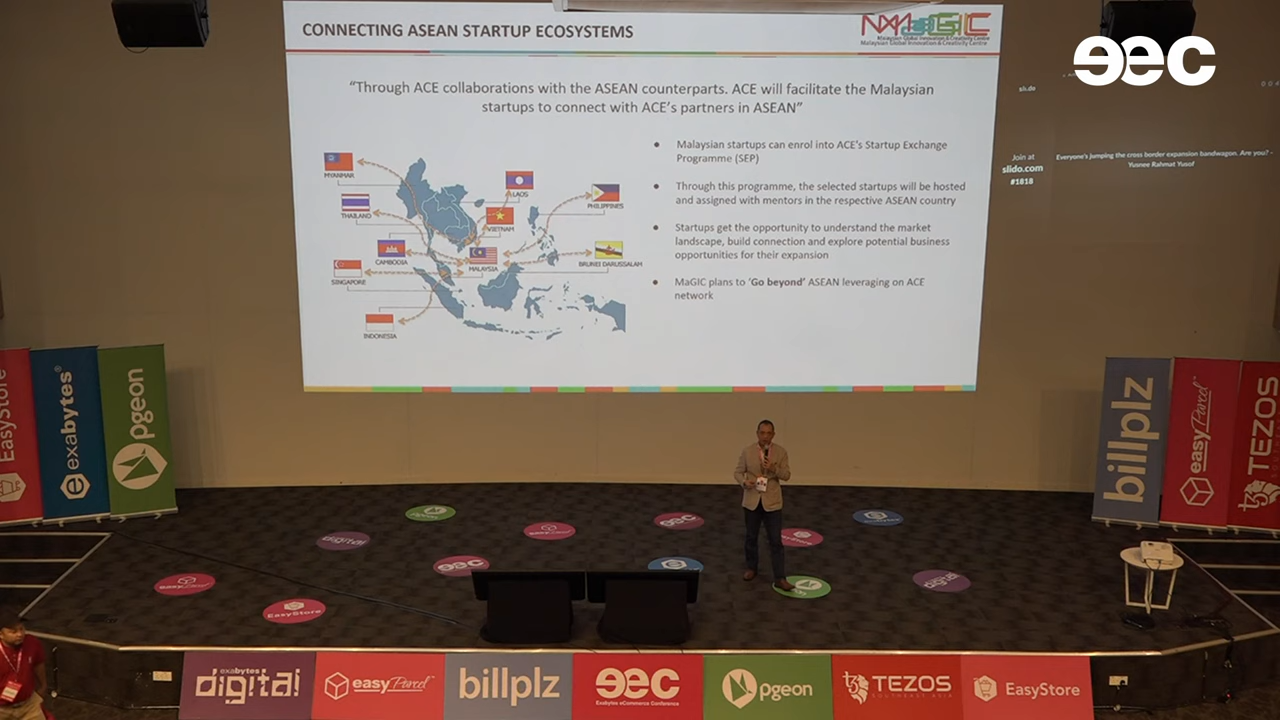 CONNECTING ASEAN STARTUP ECOSYSTEMS
MaGIC
Malaysian Global Innovation & Creativity Centre
eec
“Through ACE collaborations with the ASEAN counterparts. ACE will facilitate the Malaysian
startups to connect with ACE’s partners in ASEAN”
MYANMAR
THAILAND
CAMBODIA
SINGAPORE
INDONESIA
LAOS
VIETNAM
MALAYSIA
PHILIPPINES
BRUNEI DARUSSALAM
● Malaysian startups can enrol into ACE's Startup Exchange
Programme (SEP)
● Through this programme, the selected startups will be hosted
and assigned with mentors in the respective ASEAN country
● Startups get the opportunity to understand the market
landscape, build connection and explore potential business
opportunities for their expansion
● MaGIC plans to ‘Go beyond’ ASEAN leveraging on ACE
network
sli.do
Join at
slido.com
#1818
Everyone's jumping the cross border expansion bandwagon. Are you? -
Yusnee Rahmat Yusof
EasyStore
exabytes®
pgeon
billplz
easyParcel
TEZOS
digital
easyParcel
eec
eec
EasyStore
digital
exabytes digital
easyParcel
billplz
eec
Exabytes eCommerce Conference
pgeon
TEZOS
SOUTHEAST ASIA
EasyStore